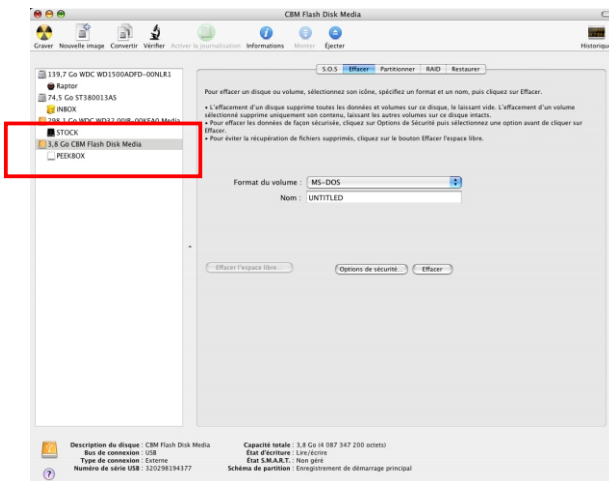 CBM Flash Disk Media
Graver Nouvelle image Convertir Vérifier Activer la journalisation Informations Monter Éjecter Historique
S.O.S Effacer Partitionner RAID Restaurer
139,7 Go WDC WD1500ADFD-00NLR1
Raptor
74,5 Go ST380013AS
INBOX
298,1 Go WDC WD32 00JB-00KFA0 Media
STOCK
3,8 Go CBM Flash Disk Media
PEEKBOX
Pour effacer un disque ou volume, sélectionnez son icône, spécifiez un format et un nom, puis cliquez sur Effacer.
• L'effacement d'un disque supprime toutes les données et volumes sur ce disque, le laissant vide. L'effacement d'un volume
sélectionné supprime uniquement son contenu, laissant les autres volumes sur ce disque intacts.
• Pour effacer les données de façon sécurisée, cliquez sur Options de Sécurité puis sélectionnez une option avant de cliquer sur
Effacer.
• Pour éviter la récupération de fichiers supprimés, cliquez sur le bouton Effacer l'espace libre.
Format du volume : MS-DOS
Nom : UNTITLED
Effacer l'espace libre... Options de sécurité... Effacer
Description du disque : CBM Flash Disk Media
Bus de connexion : USB
Type de connexion : Externe
Numéro de série USB : 320298194377
Capacité totale : 3,8 Go (4 087 347 200 octets)
État d'écriture : Lire/écrire
État S.M.A.R.T. : Non géré
Schéma de partition : Enregistrement de démarrage principal